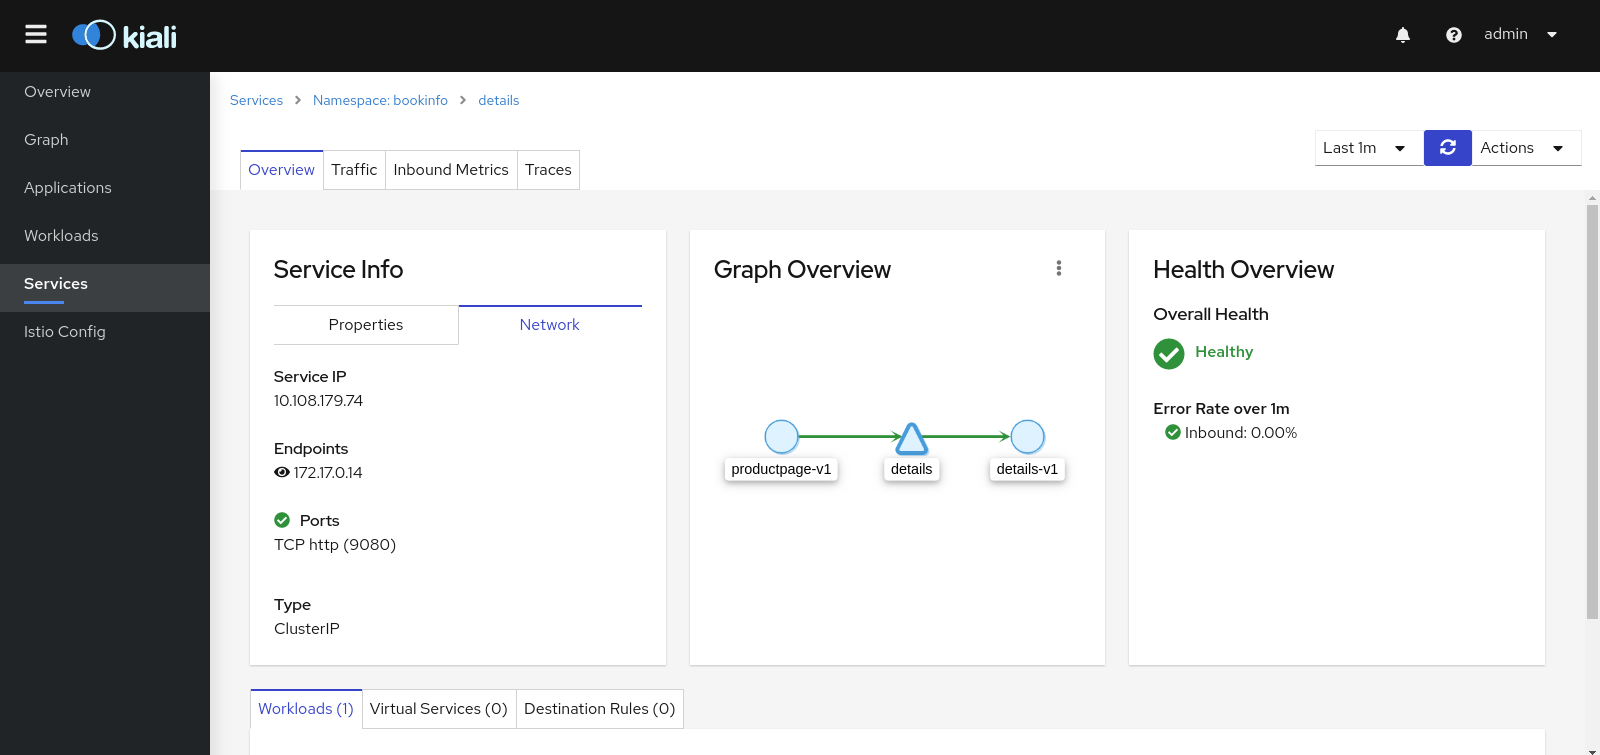 kiali
admin
Overview
Graph
Applications
Workloads
Services
Istio Config
Services > Namespace: bookinfo > details
Last 1m
Actions
Overview Traffic Inbound Metrics Traces
Service Info
Properties Network
Service IP
10.108.179.74
Endpoints
172.17.0.14
Ports
TCP http (9080)
Type
ClusterIP
Graph Overview
productpage-v1 details details-v1
Health Overview
Overall Health
Healthy
Error Rate over 1m
Inbound: 0.00%
Workloads (1) Virtual Services (0) Destination Rules (0)